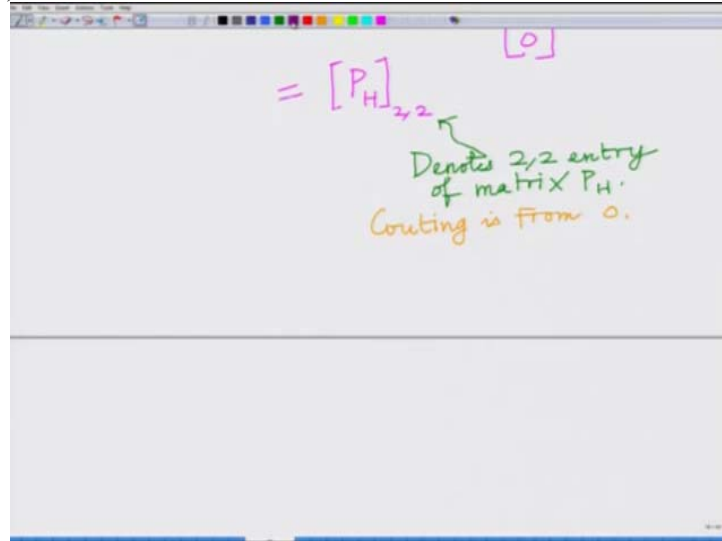 [0]
= [P_H]_{2,2}
Denotes 2,2 entry
of matrix P_H.
Couting is from 0.